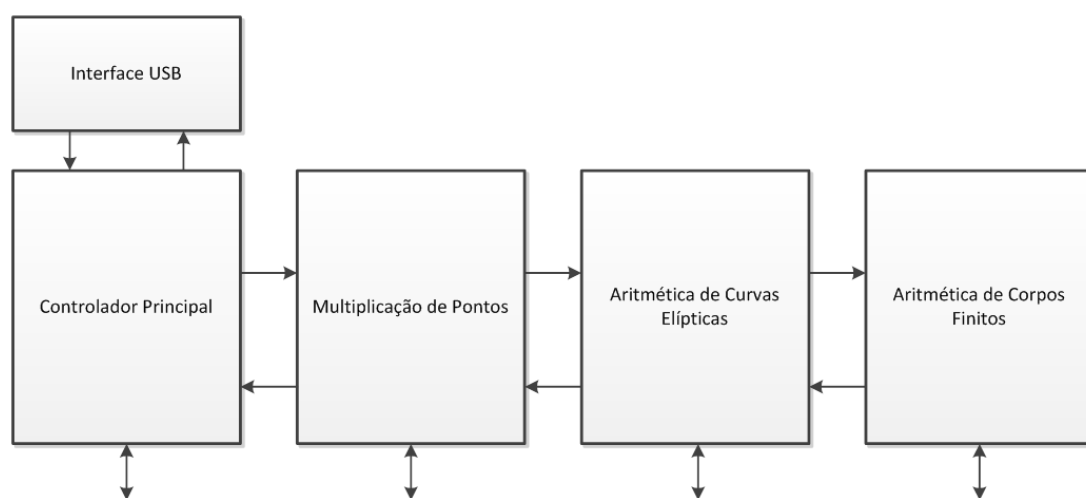 Interface USB
Controlador Principal
Multiplicação de Pontos
Aritmética de Curvas
Elípticas
Aritmética de Corpos
Finitos